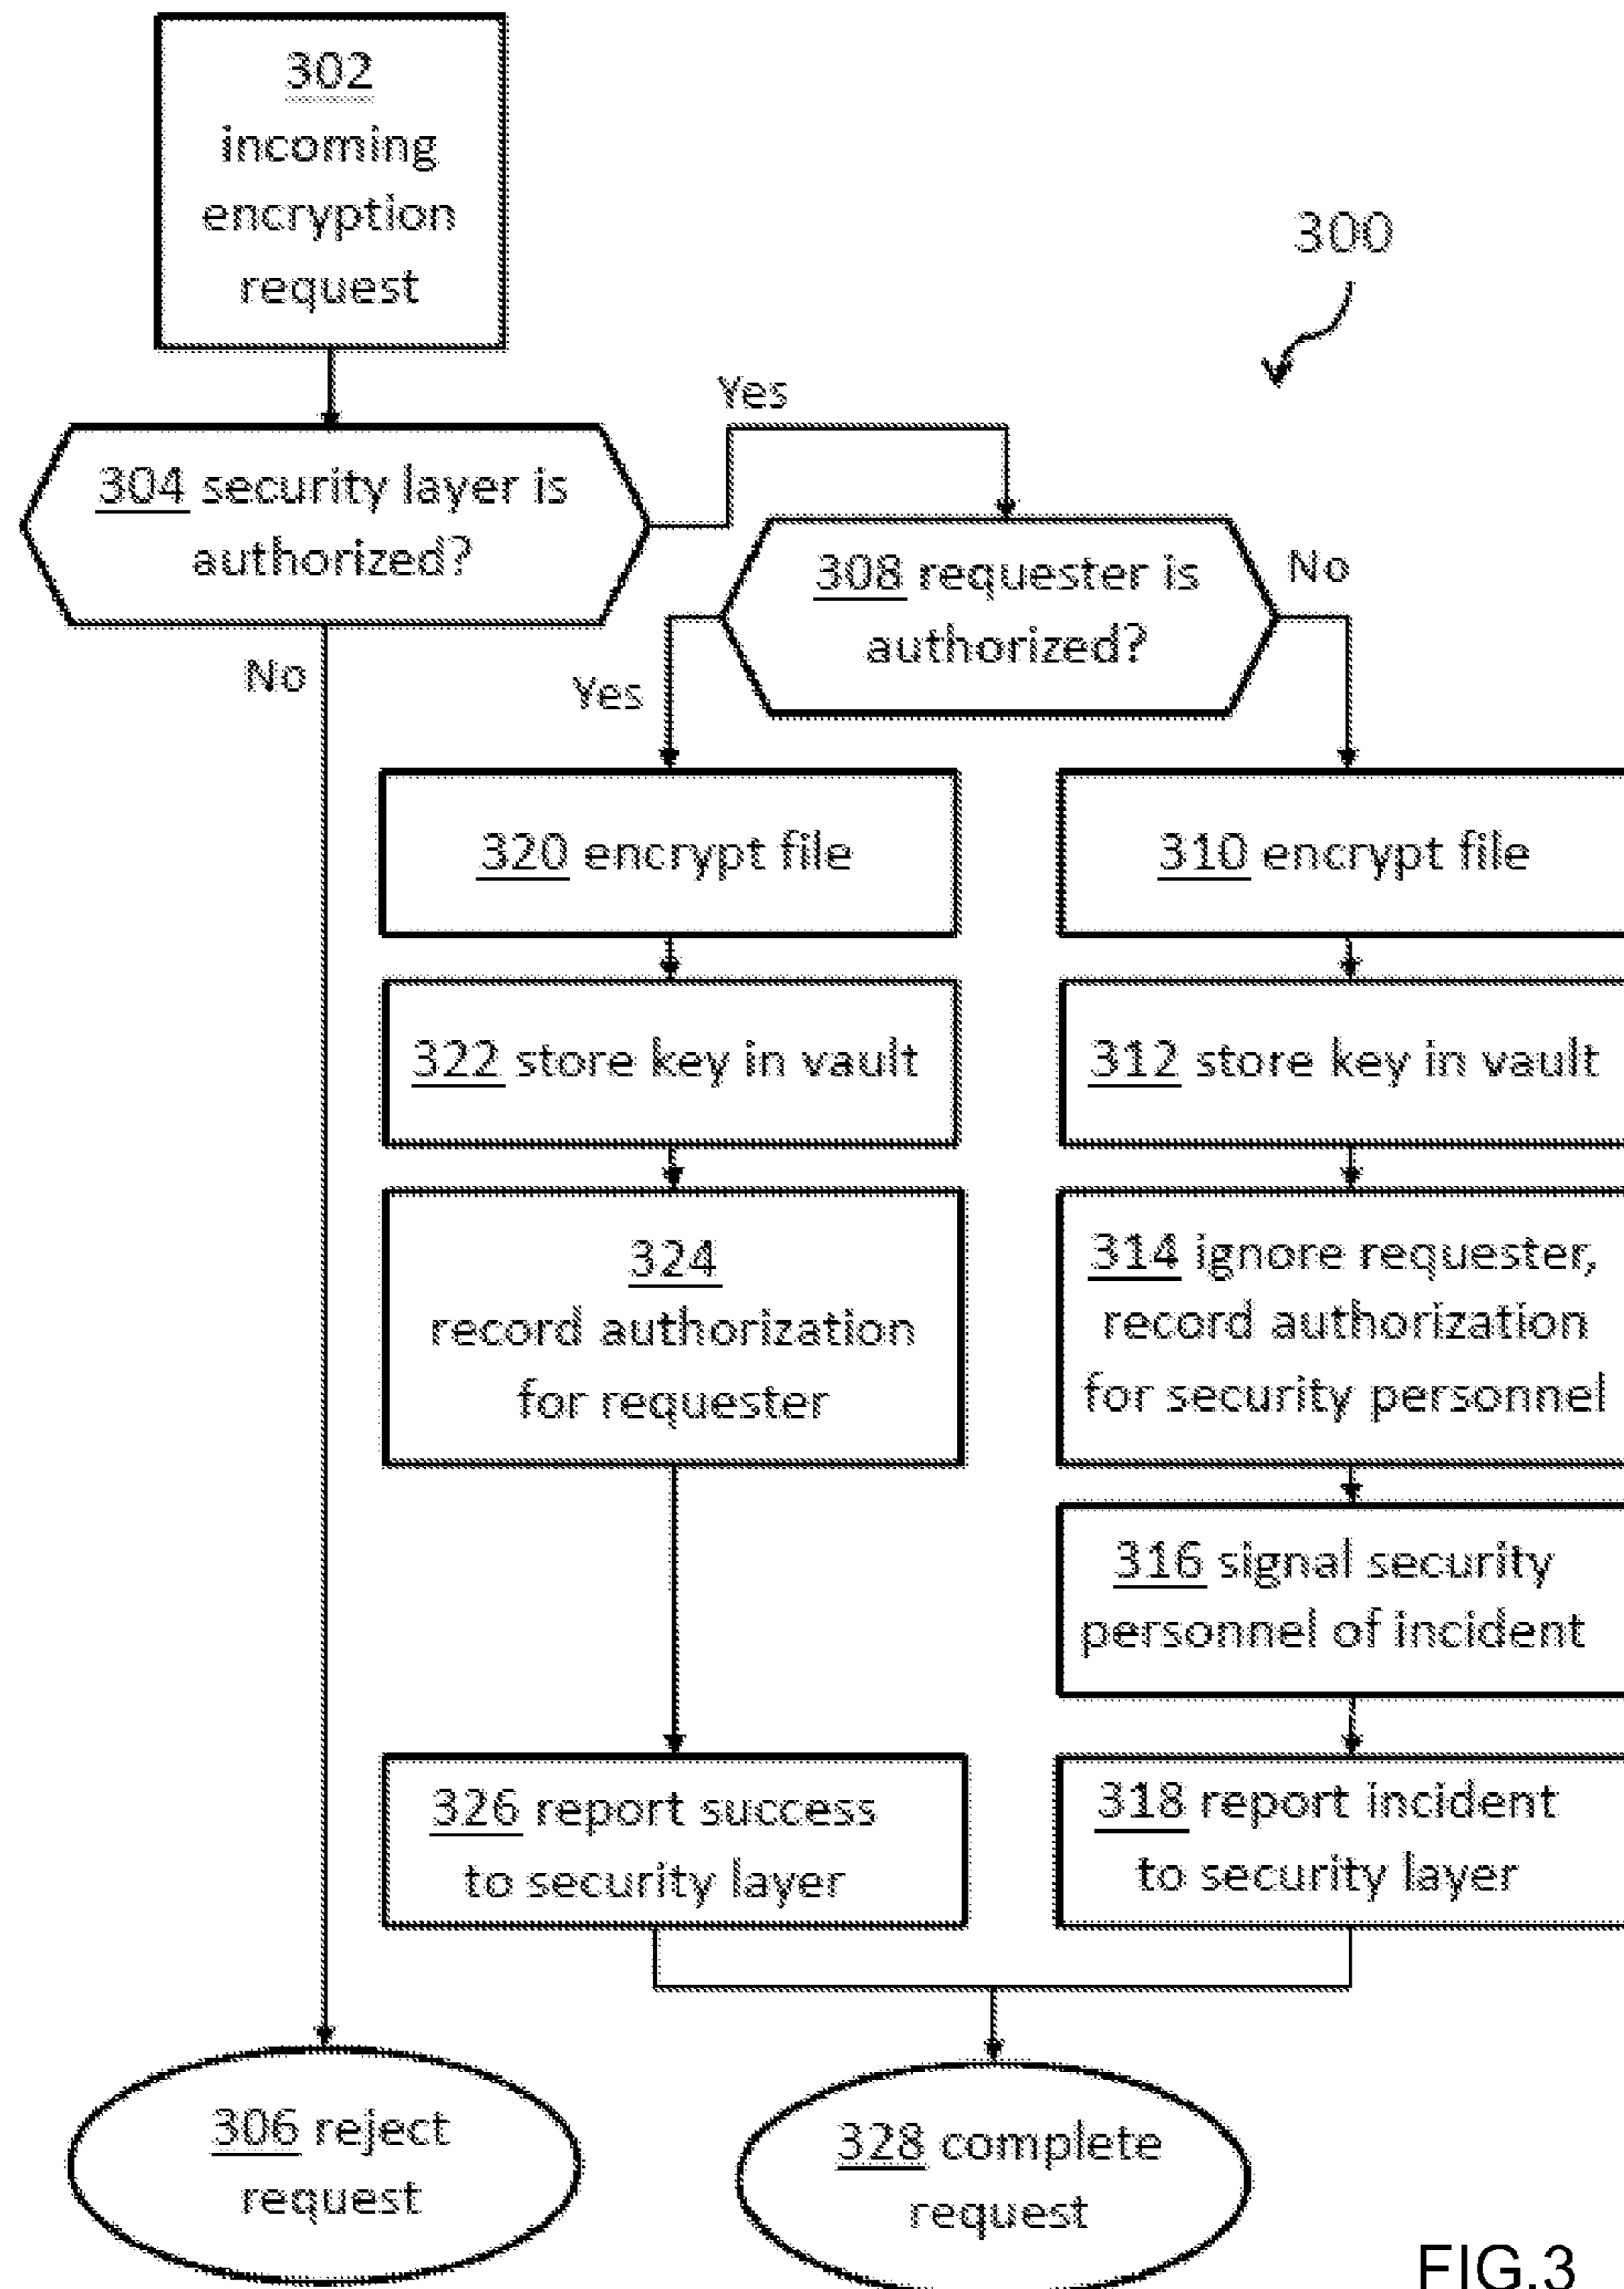 302
incoming
encryption
request
300
Yes
304 security layer is
authorized?
308 requester is
authorized?
No
No
Yes
320 encrypt file
310 encrypt file
322 store key in vault
312 store key in vault
324
record authorization
for requester
314 ignore requester,
record authorization
for security personnel
316 signal security
personnel of incident
326 report success
to security layer
318 report incident
to security layer
306 reject
request
328 complete
request
FIG.3